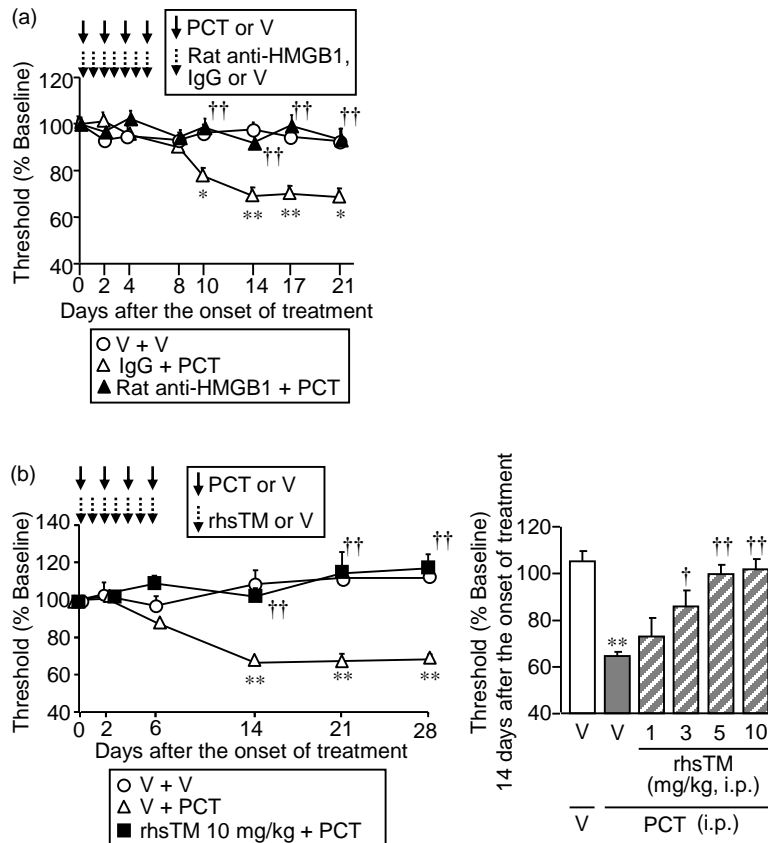 (a)
PCT or V
Rat anti-HMGB1,
IgG or V
Threshold (% Baseline)
120
100
80
60
40
††
††
††
††
*
**
**
*
0 2 4 8 10 14 17 21
Days after the onset of treatment
V + V
IgG + PCT
Rat anti-HMGB1 + PCT
(b)
PCT or V
rhsTM or V
Threshold (% Baseline)
140
120
100
80
60
40
††
††
††
**
**
**
0 2 6 14 21 28
Days after the onset of treatment
V + V
V + PCT
rhsTM 10 mg/kg + PCT
Threshold (% Baseline)
14 days after the onset of treatment
120
100
80
60
40
**
†
††
††
V V 1 3 5 10
rhsTM
(mg/kg, i.p.)
V PCT (i.p.)